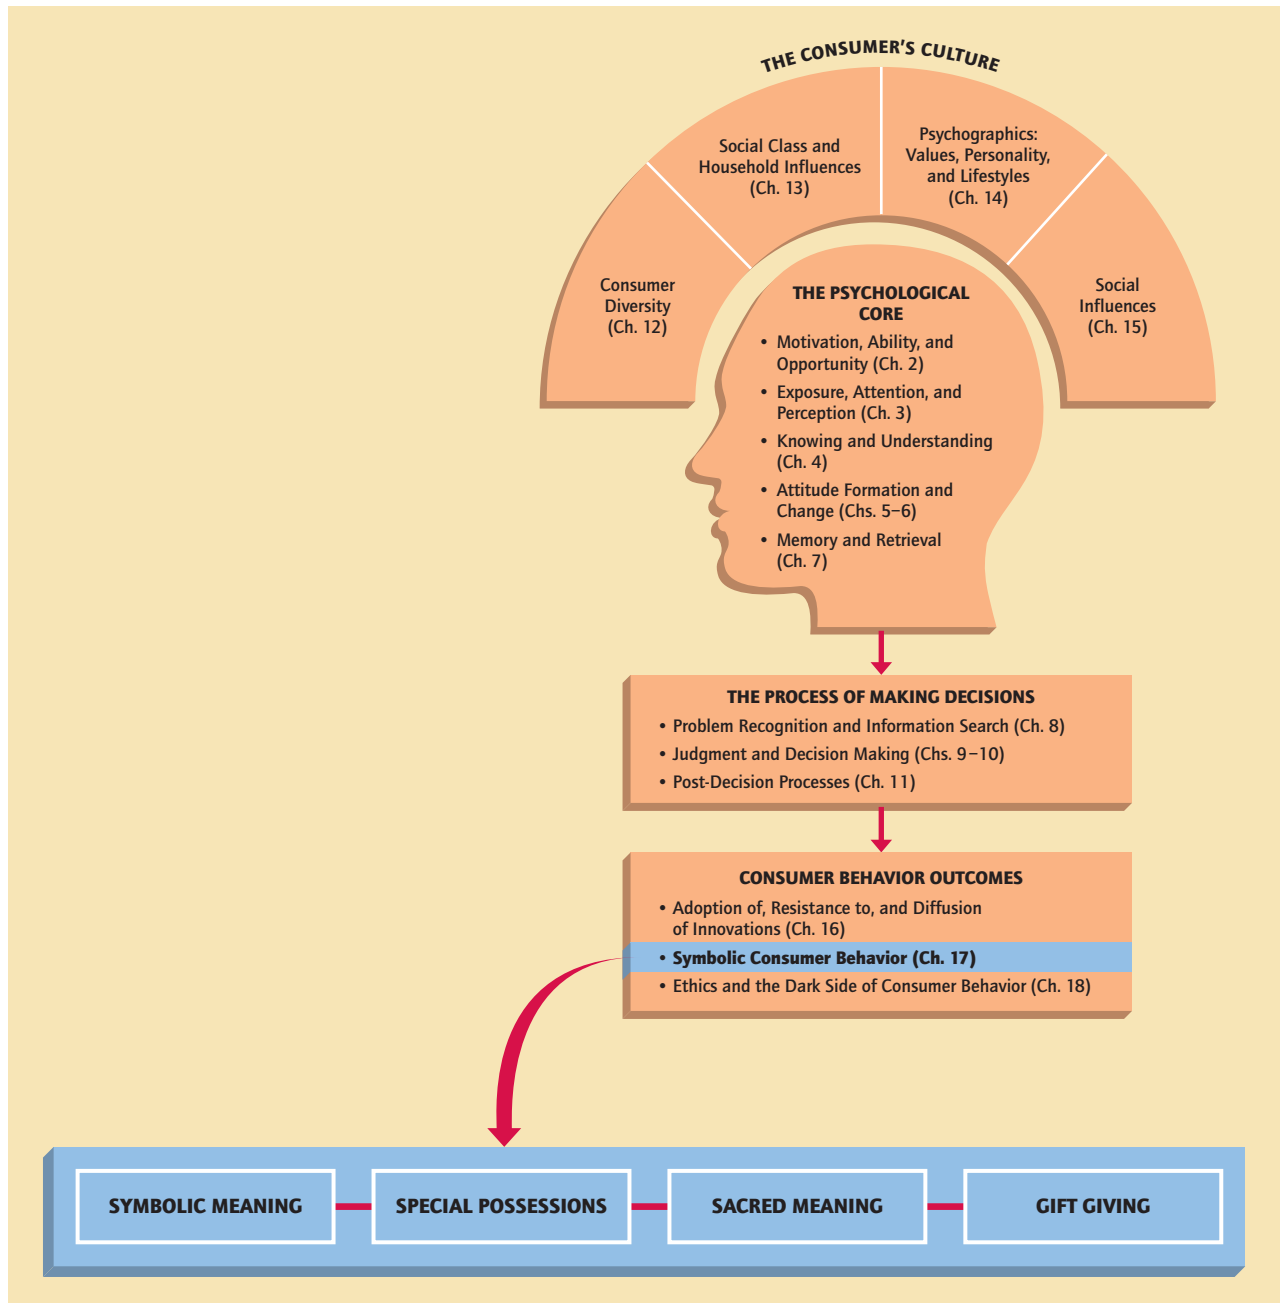 THE CONSUMER'S CULTURE
Social Class and
Household Influences
(Ch. 13)
Psychographics:
Values, Personality,
and Lifestyles
(Ch. 14)
Consumer
Diversity
(Ch. 12)
Social
Influences
(Ch. 15)
THE PSYCHOLOGICAL
CORE
• Motivation, Ability, and
Opportunity (Ch. 2)
• Exposure, Attention, and
Perception (Ch. 3)
• Knowing and Understanding
(Ch. 4)
• Attitude Formation and
Change (Chs. 5–6)
• Memory and Retrieval
(Ch. 7)
THE PROCESS OF MAKING DECISIONS
• Problem Recognition and Information Search (Ch. 8)
• Judgment and Decision Making (Chs. 9–10)
• Post-Decision Processes (Ch. 11)
CONSUMER BEHAVIOR OUTCOMES
• Adoption of, Resistance to, and Diffusion
of Innovations (Ch. 16)
• Symbolic Consumer Behavior (Ch. 17)
• Ethics and the Dark Side of Consumer Behavior (Ch. 18)
SYMBOLIC MEANING
SPECIAL POSSESSIONS
SACRED MEANING
GIFT GIVING